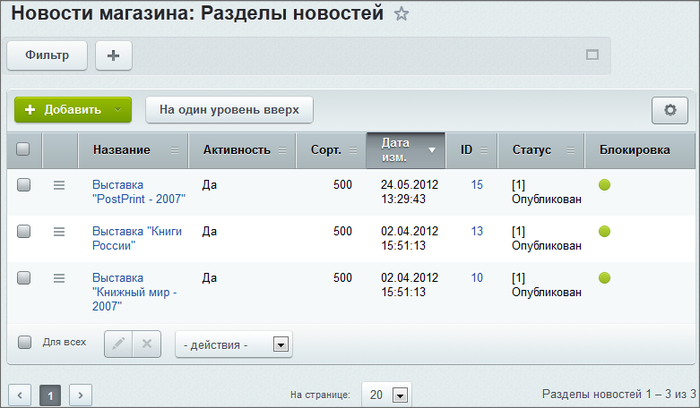 Новости магазина: Разделы новостей
Фильтр
Добавить На один уровень вверх
Название Активность Сорт. Дата изм. ID Статус Блокировка
Выставка "PostPrint - 2007" Да 500 24.05.2012 13:29:43 15 [1] Опубликован
Выставка "Книги России" Да 500 02.04.2012 15:51:13 13 [1] Опубликован
Выставка "Книжный мир - 2007" Да 500 02.04.2012 15:51:13 10 [1] Опубликован
Для всех - действия -
1 На странице: 20 Разделы новостей 1 – 3 из 3